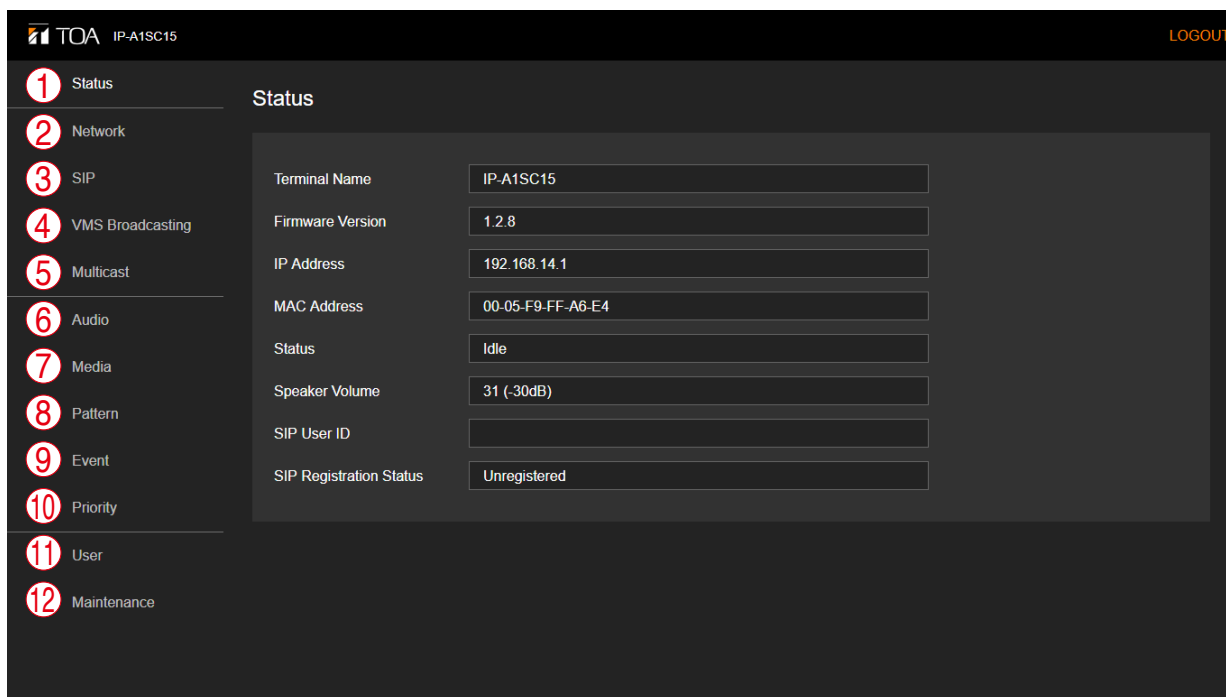 TOA IP-A1SC15 LOGOUT
1 Status
2 Network
3 SIP
4 VMS Broadcasting
5 Multicast
6 Audio
7 Media
8 Pattern
9 Event
10 Priority
11 User
12 Maintenance
Status
Terminal Name IP-A1SC15
Firmware Version 1.2.8
IP Address 192.168.14.1
MAC Address 00-05-F9-FF-A6-E4
Status Idle
Speaker Volume 31 (-30dB)
SIP User ID
SIP Registration Status Unregistered